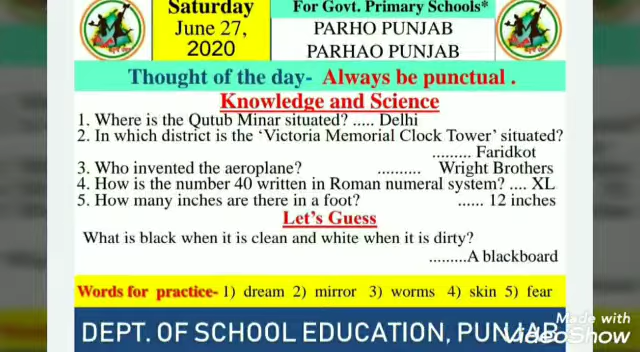 Saturday
June 27,
2020
For Govt. Primary Schools*
PARHO PUNJAB
PARHAO PUNJAB
Thought of the day- Always be punctual .
Knowledge and Science
1. Where is the Qutub Minar situated? ..... Delhi
2. In which district is the ‘Victoria Memorial Clock Tower’ situated?
......... Faridkot
3. Who invented the aeroplane? .......... Wright Brothers
4. How is the number 40 written in Roman numeral system? .... XL
5. How many inches are there in a foot? ...... 12 inches
Let’s Guess
What is black when it is clean and white when it is dirty?
.........A blackboard
Words for practice- 1) dream 2) mirror 3) worms 4) skin 5) fear
DEPT. OF SCHOOL EDUCATION, PUNJAB
Made with
VideoShow